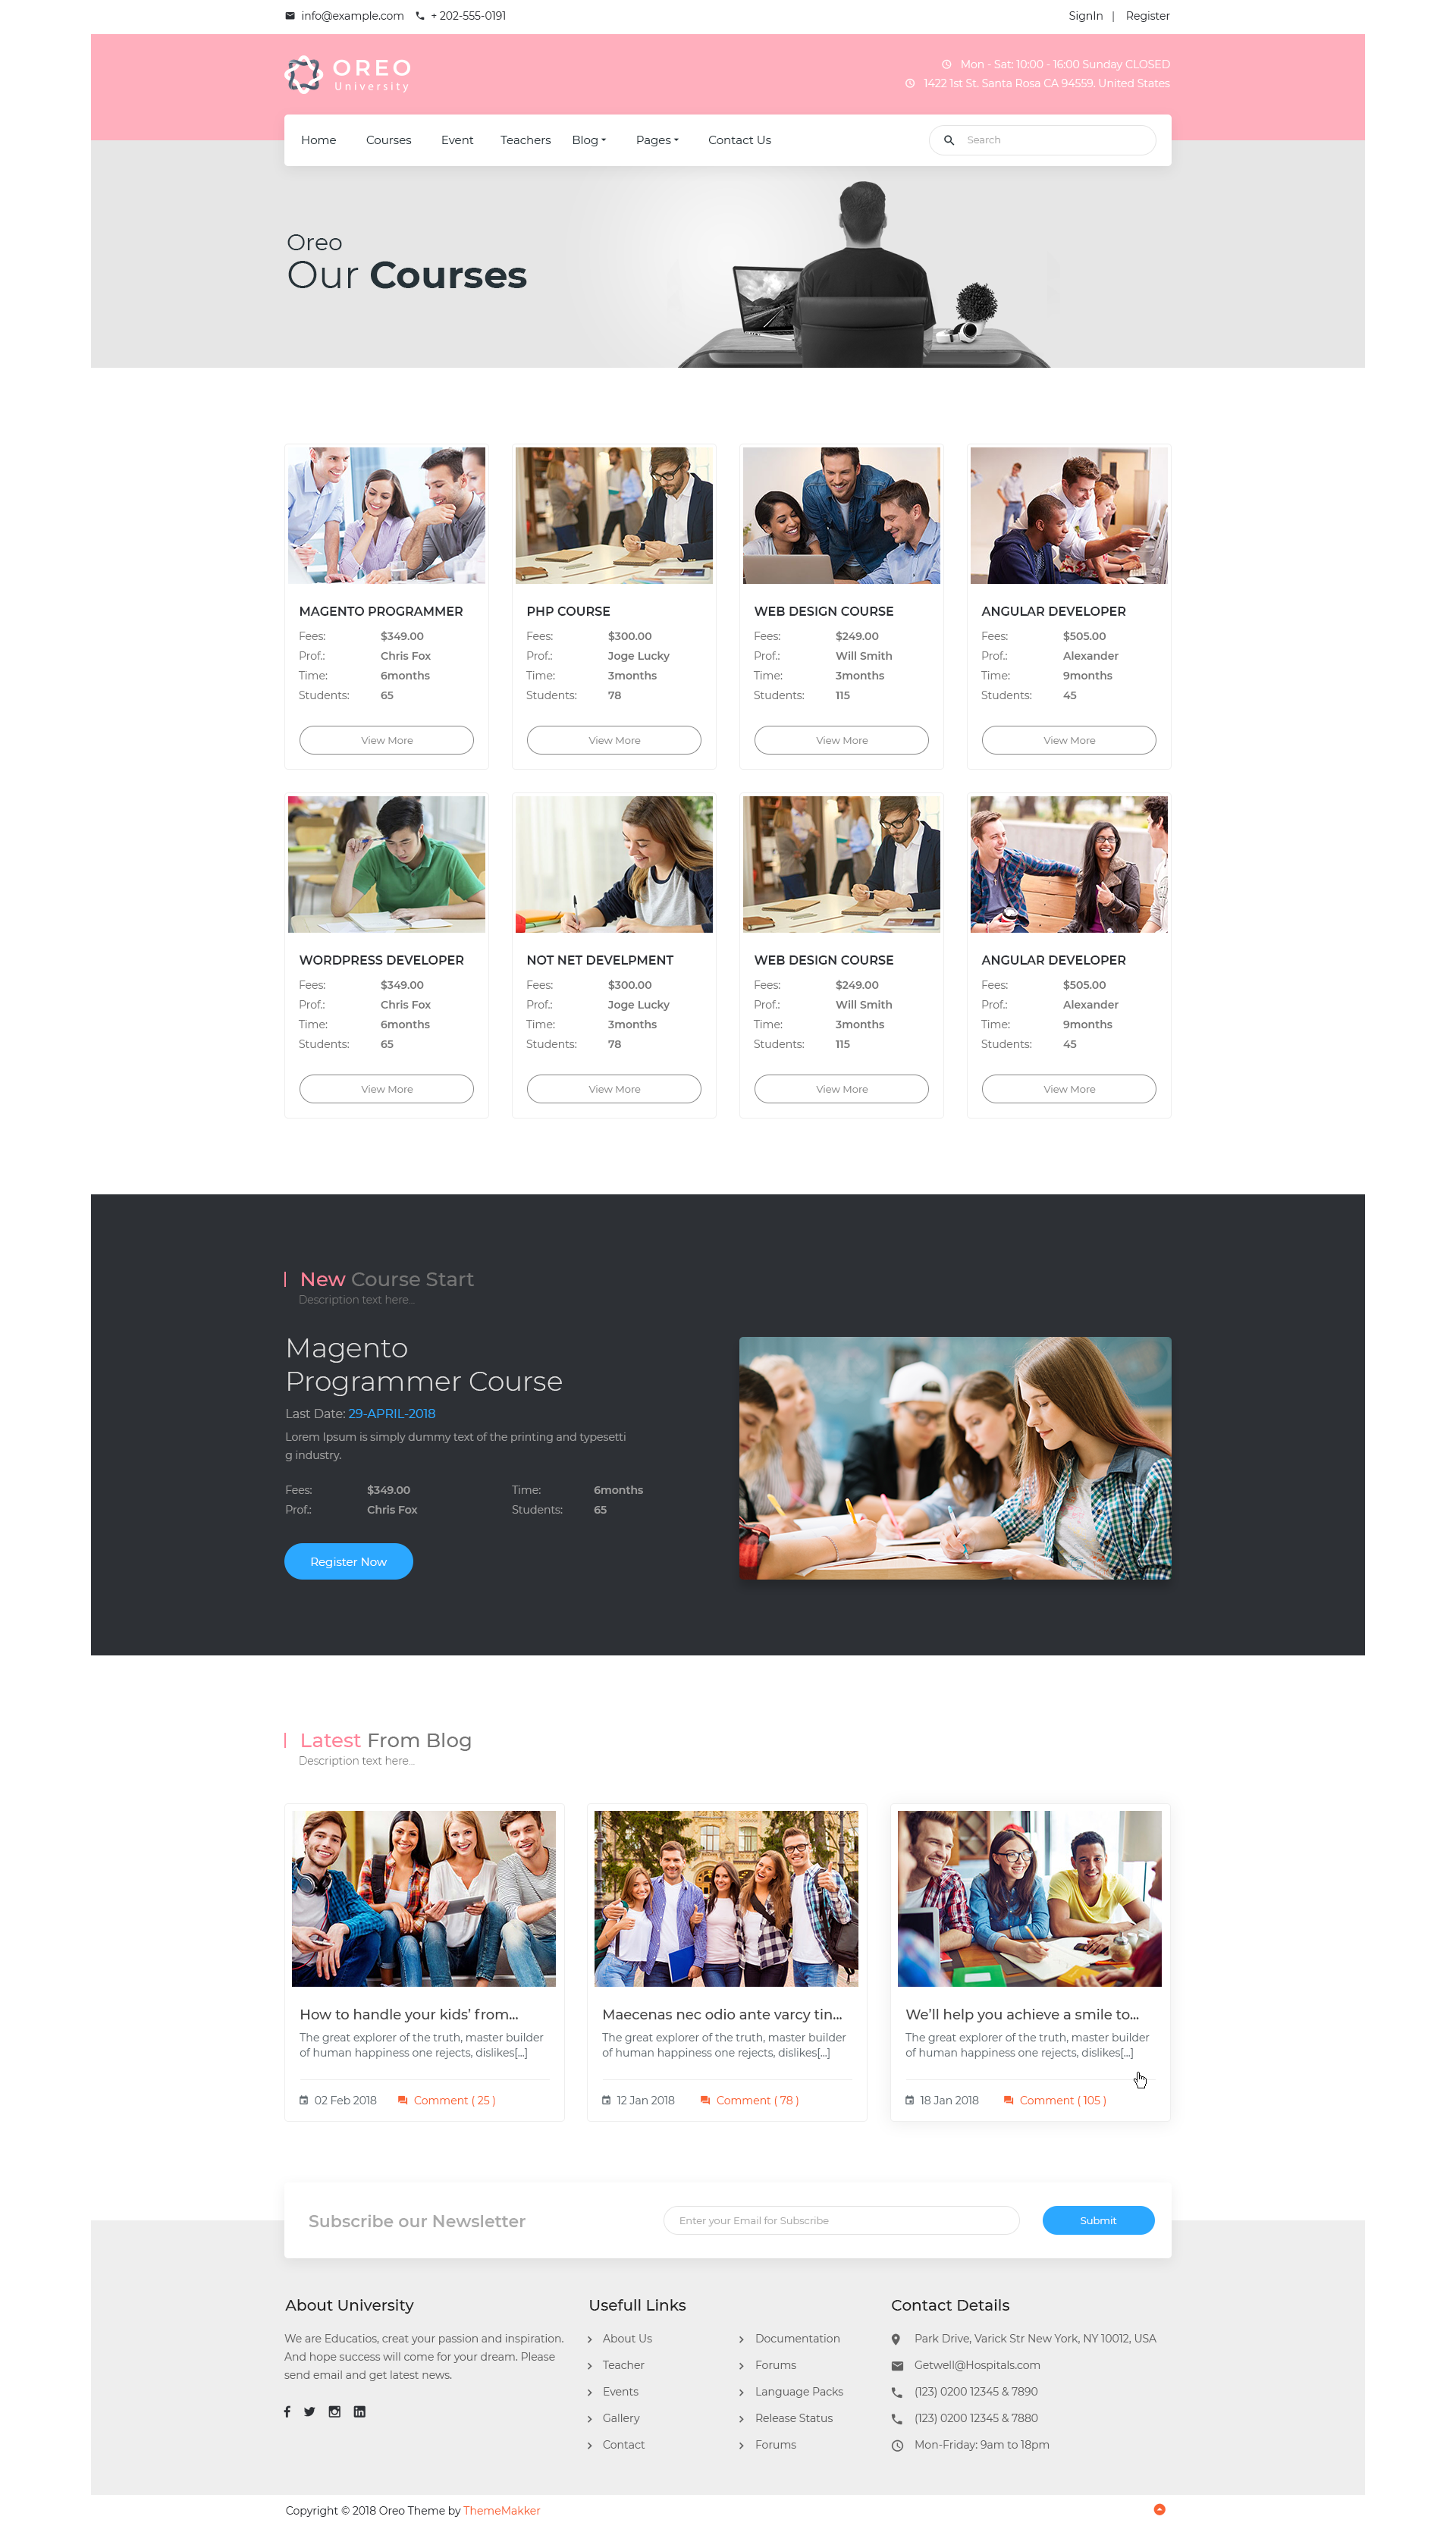 info@example.com + 202-555-0191 SignIn | Register
OREO
University
Mon - Sat: 10:00 - 16:00 Sunday CLOSED
1422 1st St. Santa Rosa CA 94559. United States
Home Courses Event Teachers Blog Pages Contact Us Search
Oreo
Our Courses
MAGENTO PROGRAMMER
Fees: $349.00
Prof.: Chris Fox
Time: 6months
Students: 65
View More
PHP COURSE
Fees: $300.00
Prof.: Joge Lucky
Time: 3months
Students: 78
View More
WEB DESIGN COURSE
Fees: $249.00
Prof.: Will Smith
Time: 3months
Students: 115
View More
ANGULAR DEVELOPER
Fees: $505.00
Prof.: Alexander
Time: 9months
Students: 45
View More
WORDPRESS DEVELOPER
Fees: $349.00
Prof.: Chris Fox
Time: 6months
Students: 65
View More
NOT NET DEVELPMENT
Fees: $300.00
Prof.: Joge Lucky
Time: 3months
Students: 78
View More
WEB DESIGN COURSE
Fees: $249.00
Prof.: Will Smith
Time: 3months
Students: 115
View More
ANGULAR DEVELOPER
Fees: $505.00
Prof.: Alexander
Time: 9months
Students: 45
View More
New Course Start
Description text here...
Magento
Programmer Course
Last Date: 29-APRIL-2018
Lorem Ipsum is simply dummy text of the printing and typesetti
g industry.
Fees: $349.00 Time: 6months
Prof.: Chris Fox Students: 65
Register Now
Latest From Blog
Description text here...
How to handle your kids’ from...
The great explorer of the truth, master builder
of human happiness one rejects, dislikes[...]
02 Feb 2018 Comment ( 25 )
Maecenas nec odio ante varcy tin...
The great explorer of the truth, master builder
of human happiness one rejects, dislikes[...]
12 Jan 2018 Comment ( 78 )
We’ll help you achieve a smile to...
The great explorer of the truth, master builder
of human happiness one rejects, dislikes[...]
18 Jan 2018 Comment ( 105 )
Subscribe our Newsletter Enter your Email for Subscribe Submit
About University
We are Educatios, creat your passion and inspiration.
And hope success will come for your dream. Please
send email and get latest news.
Usefull Links
About Us
Teacher
Events
Gallery
Contact
Documentation
Forums
Language Packs
Release Status
Forums
Contact Details
Park Drive, Varick Str New York, NY 10012, USA
Getwell@Hospitals.com
(123) 0200 12345 & 7890
(123) 0200 12345 & 7880
Mon-Friday: 9am to 18pm
Copyright © 2018 Oreo Theme by ThemeMakker